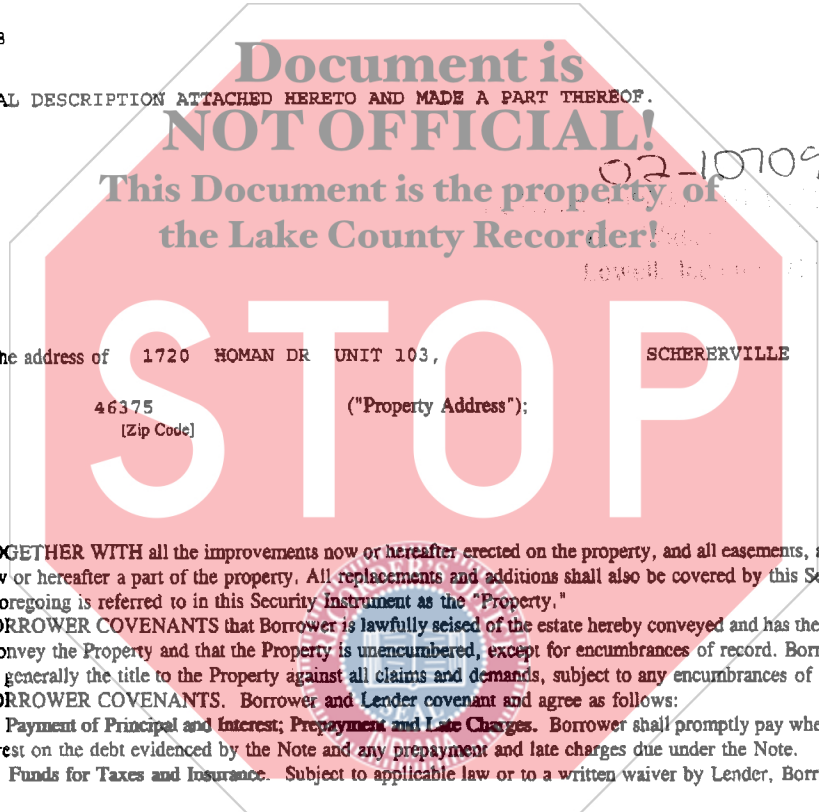 Document is
AL DESCRIPTION ATTACHED HERETO AND MADE A PART THEREOF.
NOT OFFICIAL!
02-10709
This Document is the property of
the Lake County Recorder!
Lowell
STOP
he address of 1720 HOMAN DR UNIT 103, SCHERERVILLE
46375 ("Property Address");
[Zip Code]
OGETHER WITH all the improvements now or hereafter erected on the property, and all easements,
w or hereafter a part of the property. All replacements and additions shall also be covered by this Se
oregoing is referred to in this Security Instrument as the "Property."
ORROWER COVENANTS that Borrower is lawfully seised of the estate hereby conveyed and has the
onvey the Property and that the Property is unencumbered, except for encumbrances of record. Borr
generally the title to the Property against all claims and demands, subject to any encumbrances of
ORROWER COVENANTS. Borrower and Lender covenant and agree as follows:
Payment of Principal and Interest; Prepayment and Late Charges. Borrower shall promptly pay whe
rest on the debt evidenced by the Note and any prepayment and late charges due under the Note.
Funds for Taxes and Insurance. Subject to applicable law or to a written waiver by Lender, Borr